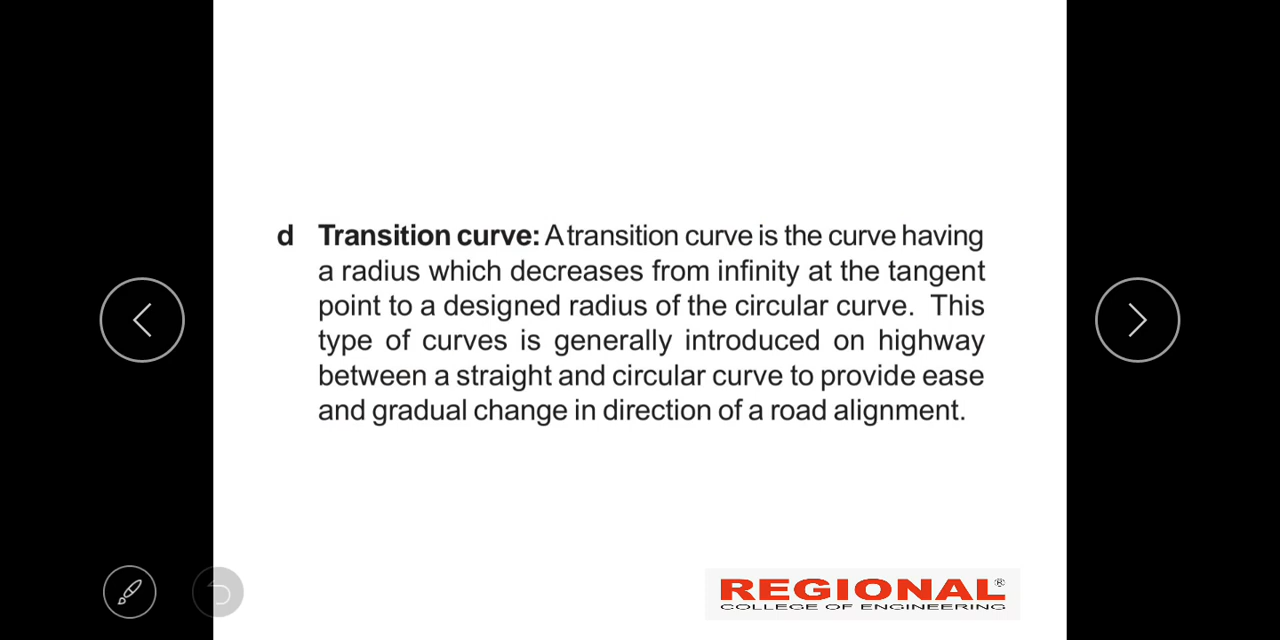 d Transition curve: A transition curve is the curve having
a radius which decreases from infinity at the tangent
point to a designed radius of the circular curve. This
type of curves is generally introduced on highway
between a straight and circular curve to provide ease
and gradual change in direction of a road alignment.
REGIONAL®
COLLEGE OF ENGINEERING